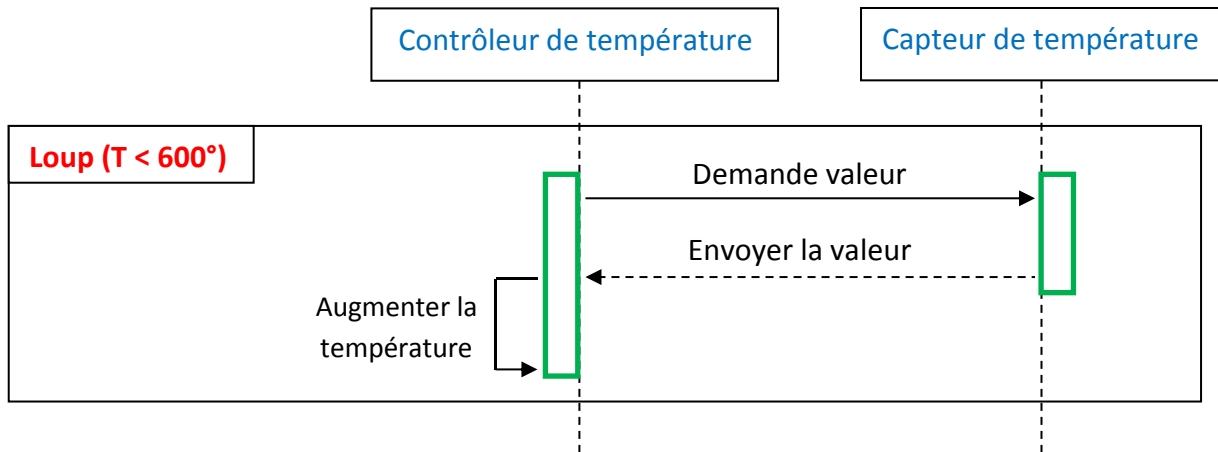 Contrôleur de température
Capteur de température
Loup (T < 600°)
Demande valeur
Envoyer la valeur
Augmenter la
température